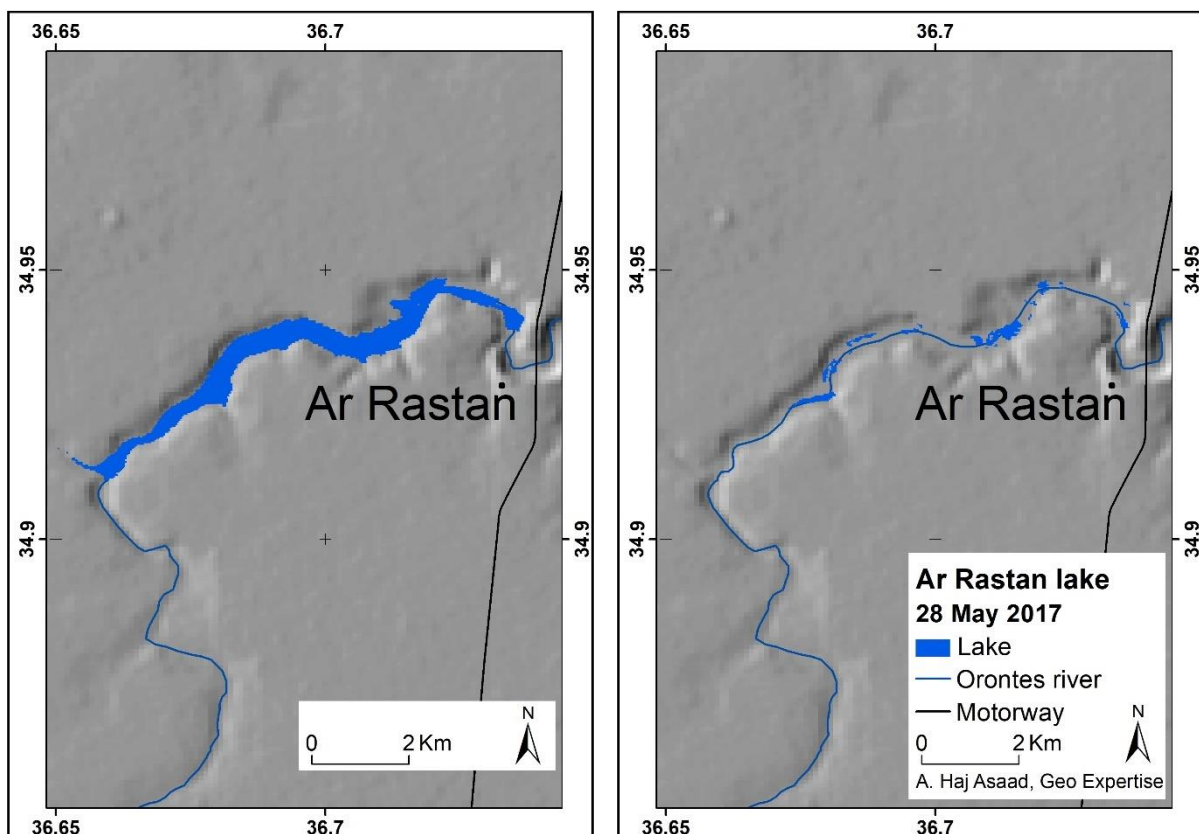 36.65 36.7
34.95 34.95
Ar Rastan
34.9 34.9
0 2 Km
N
36.65 36.7
36.65 36.7
34.95 34.95
Ar Rastan
34.9 34.9
Ar Rastan lake
28 May 2017
Lake
Orontes river
Motorway
N
0 2 Km
A. Haj Asaad, Geo Expertise
36.65 36.7